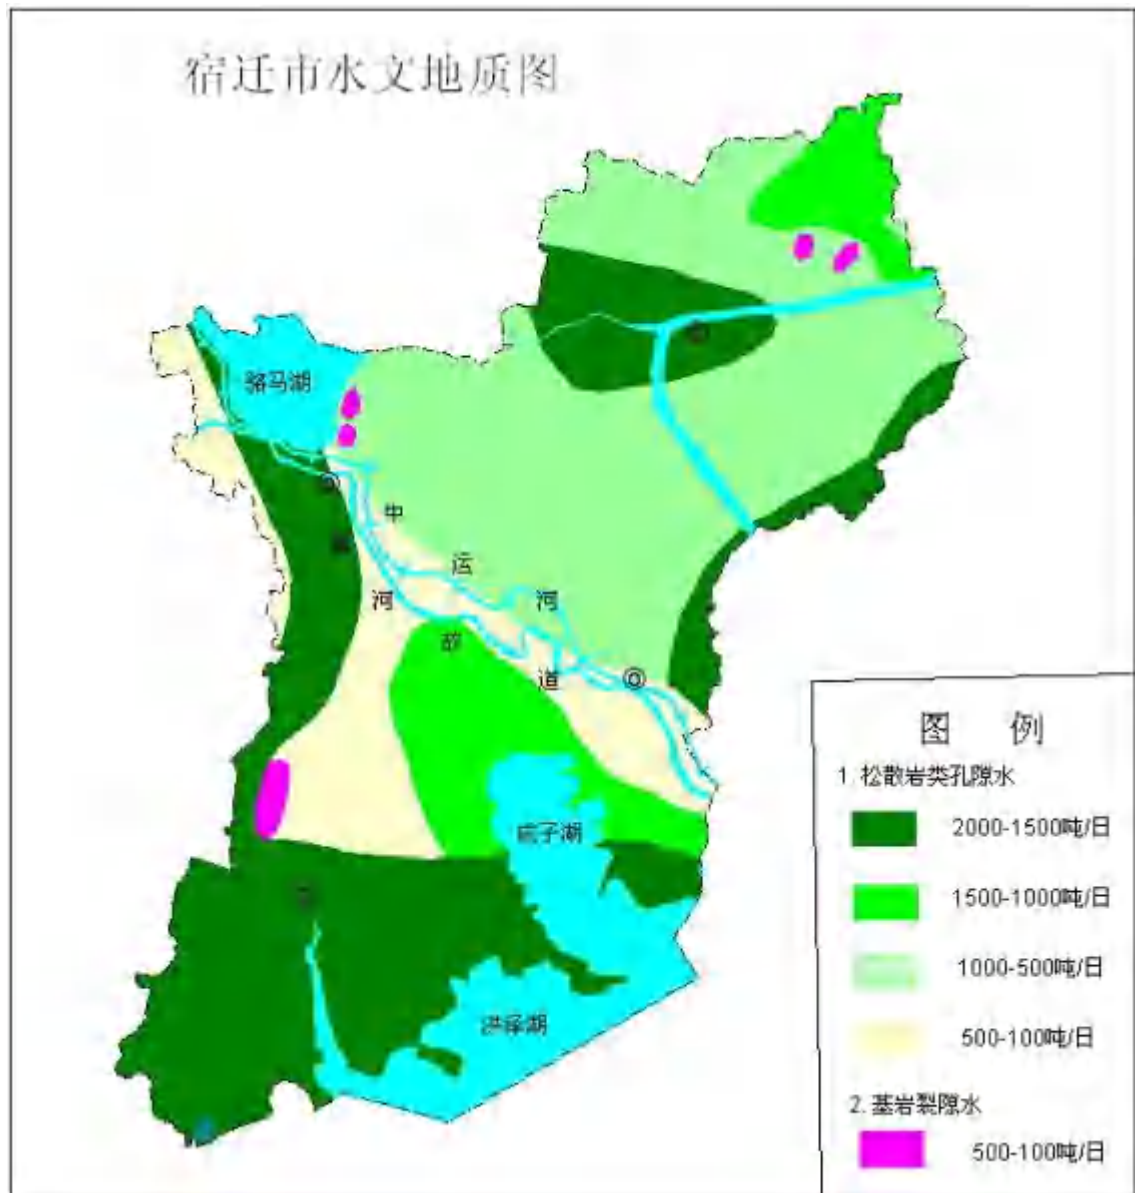 宿迁市水文地质图
骆马湖
中
运
河
河
故
道
成子湖
洪泽湖
图 例
1. 松散岩类孔隙水
2000-1500吨/日
1500-1000吨/日
1000-500吨/日
500-100吨/日
2. 基岩裂隙水
500-100吨/日